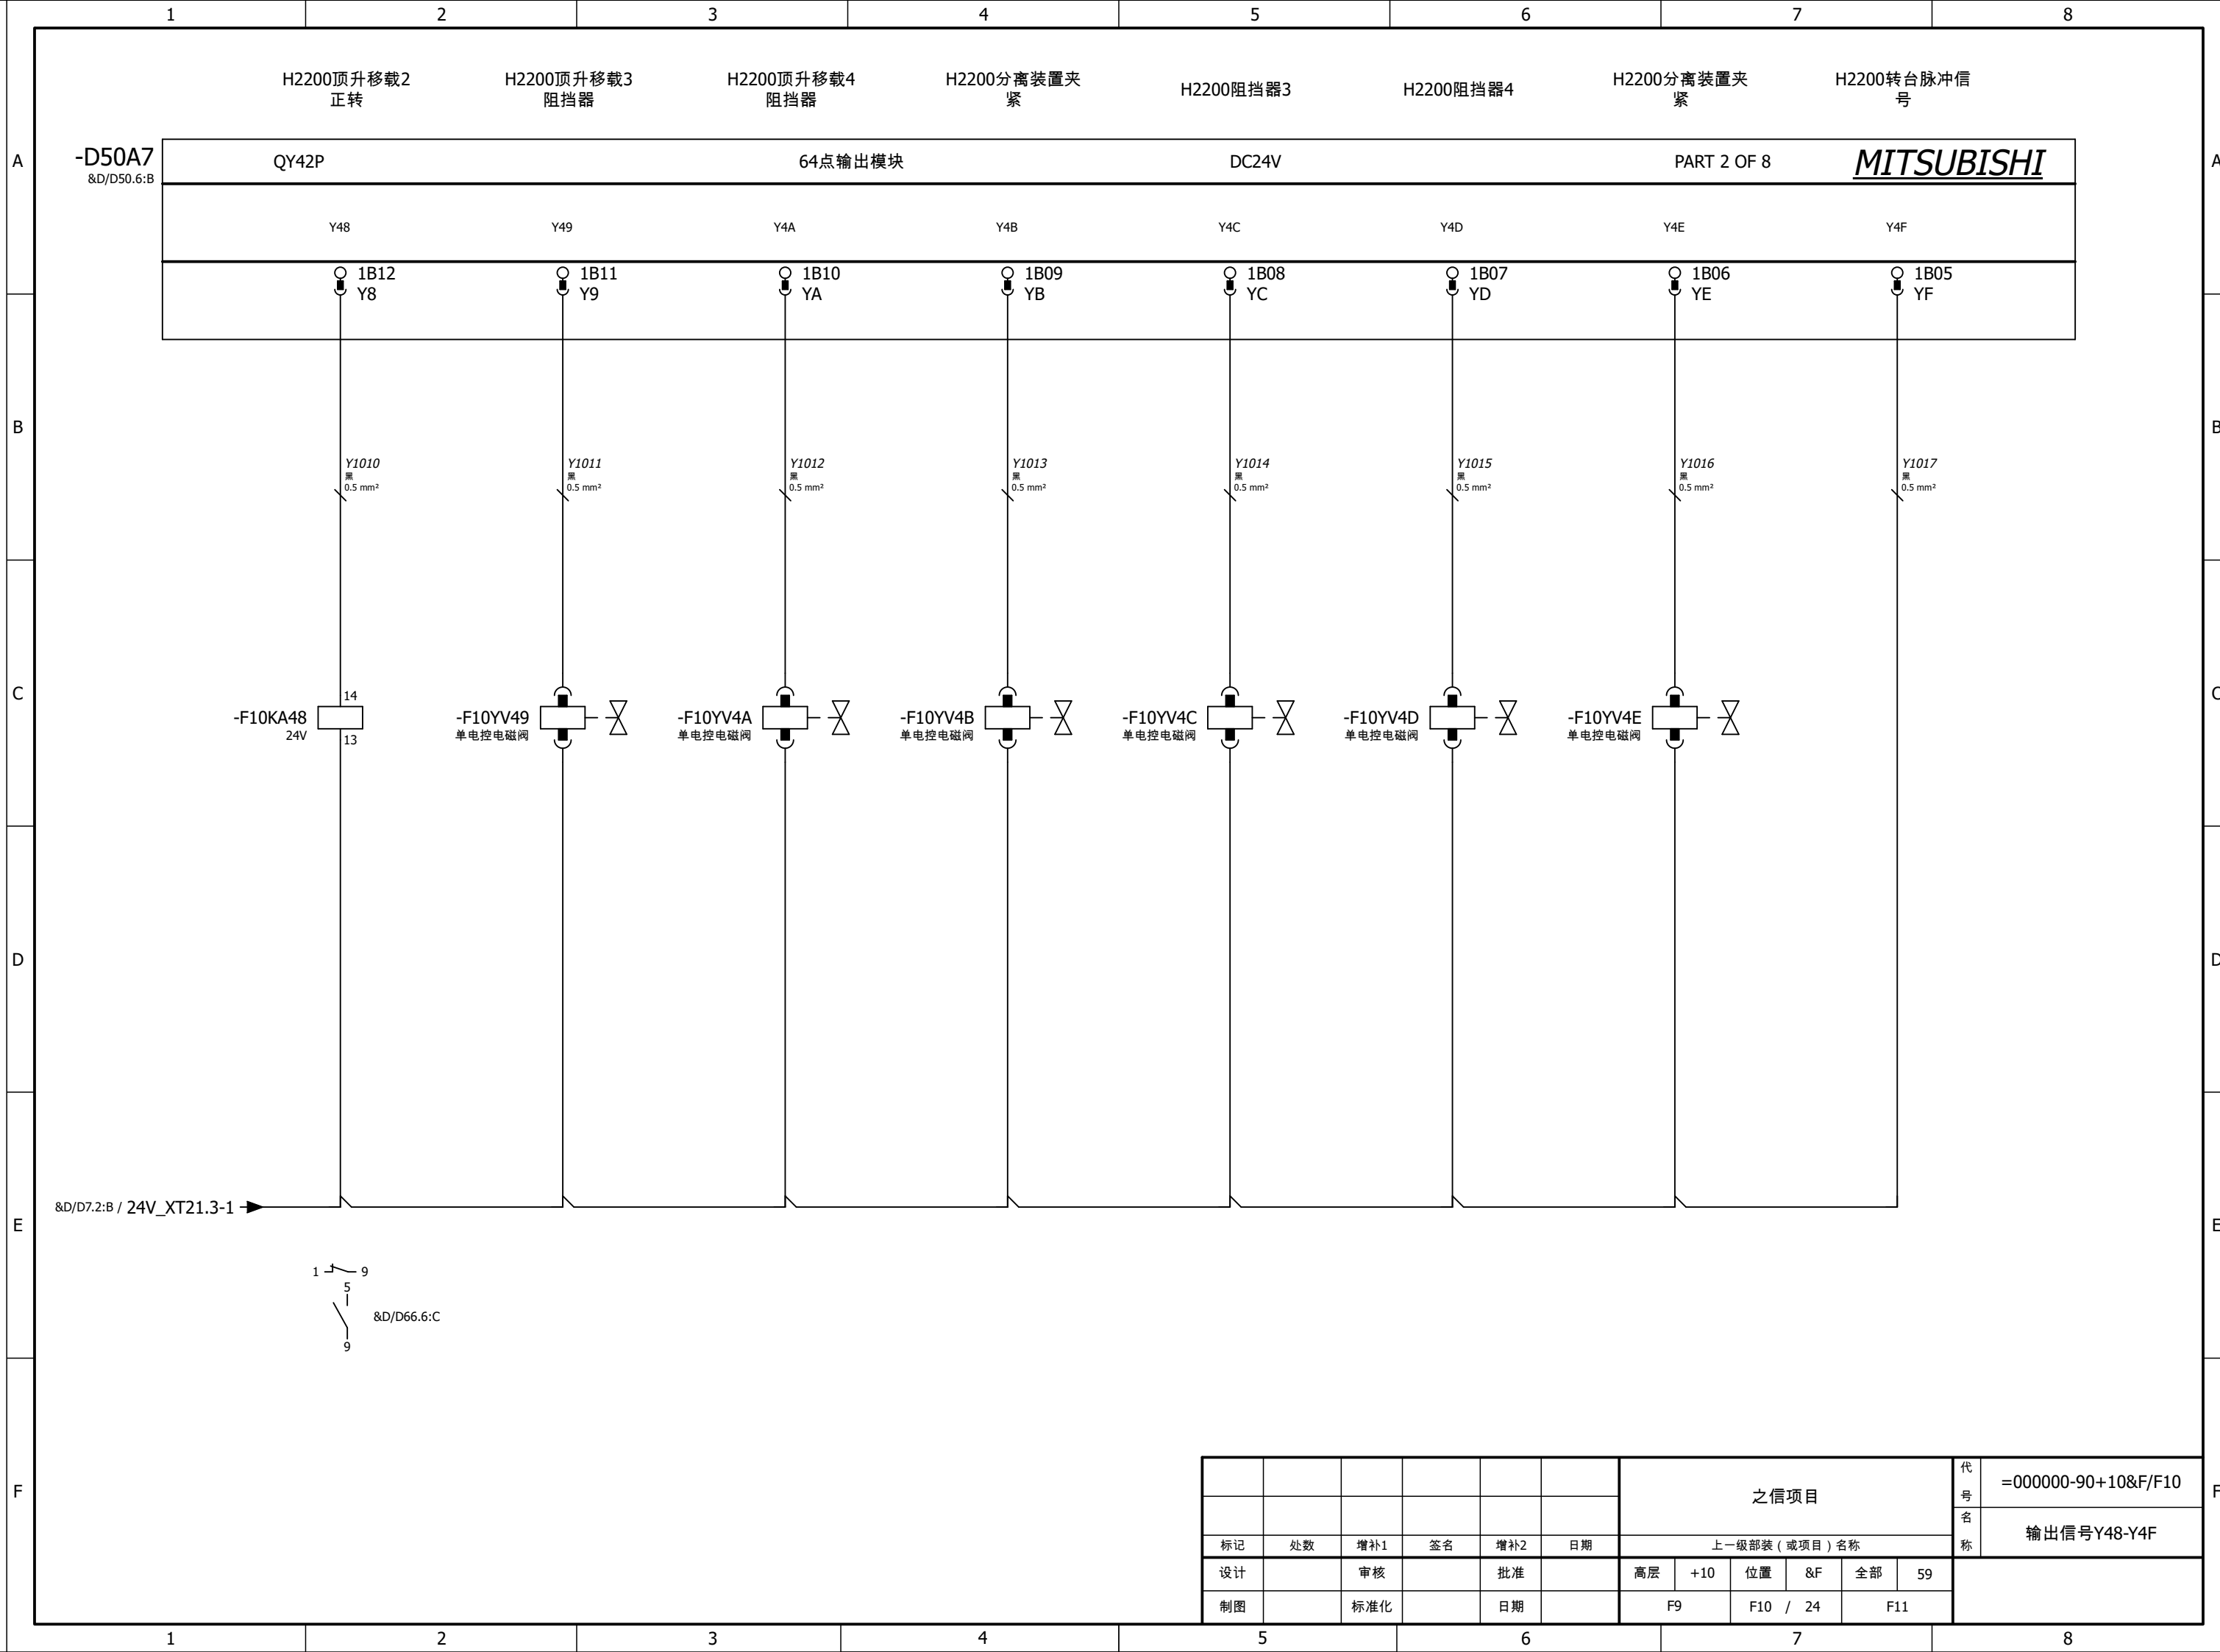 1 2 3 4 5 6 7 8
H2200顶升移载2
正转
H2200顶升移载3
阻挡器
H2200顶升移载4
阻挡器
H2200分离装置夹
紧
H2200阻挡器3
H2200阻挡器4
H2200分离装置夹
紧
H2200转台脉冲信
号
A A
-D50A7
&D/D50.6:B
QY42P 64点输出模块 DC24V PART 2 OF 8 MITSUBISHI
Y48 Y49 Y4A Y4B Y4C Y4D Y4E Y4F
1B12 1B11 1B10 1B09 1B08 1B07 1B06 1B05
Y8 Y9 YA YB YC YD YE YF
B B
Y1010 Y1011 Y1012 Y1013 Y1014 Y1015 Y1016 Y1017
黑 黑 黑 黑 黑 黑 黑 黑
0.5 mm² 0.5 mm² 0.5 mm² 0.5 mm² 0.5 mm² 0.5 mm² 0.5 mm² 0.5 mm²
C C
14
-F10KA48 -F10YV49 -F10YV4A -F10YV4B -F10YV4C -F10YV4D -F10YV4E
24V 单电控电磁阀 单电控电磁阀 单电控电磁阀 单电控电磁阀 单电控电磁阀 单电控电磁阀
13
D D
&D/D7.2:B / 24V_XT21.3-1
E E
1 9
5
&D/D66.6:C
9
F F
之信项目
代
号
=000000-90+10&F/F10
名
称
输出信号Y48-Y4F
标记 处数 增补1 签名 增补2 日期 上一级部装（或项目）名称
设计 审核 批准 高层 +10 位置 &F 全部 59
制图 标准化 日期 F9 F10 / 24 F11
1 2 3 4 5 6 7 8